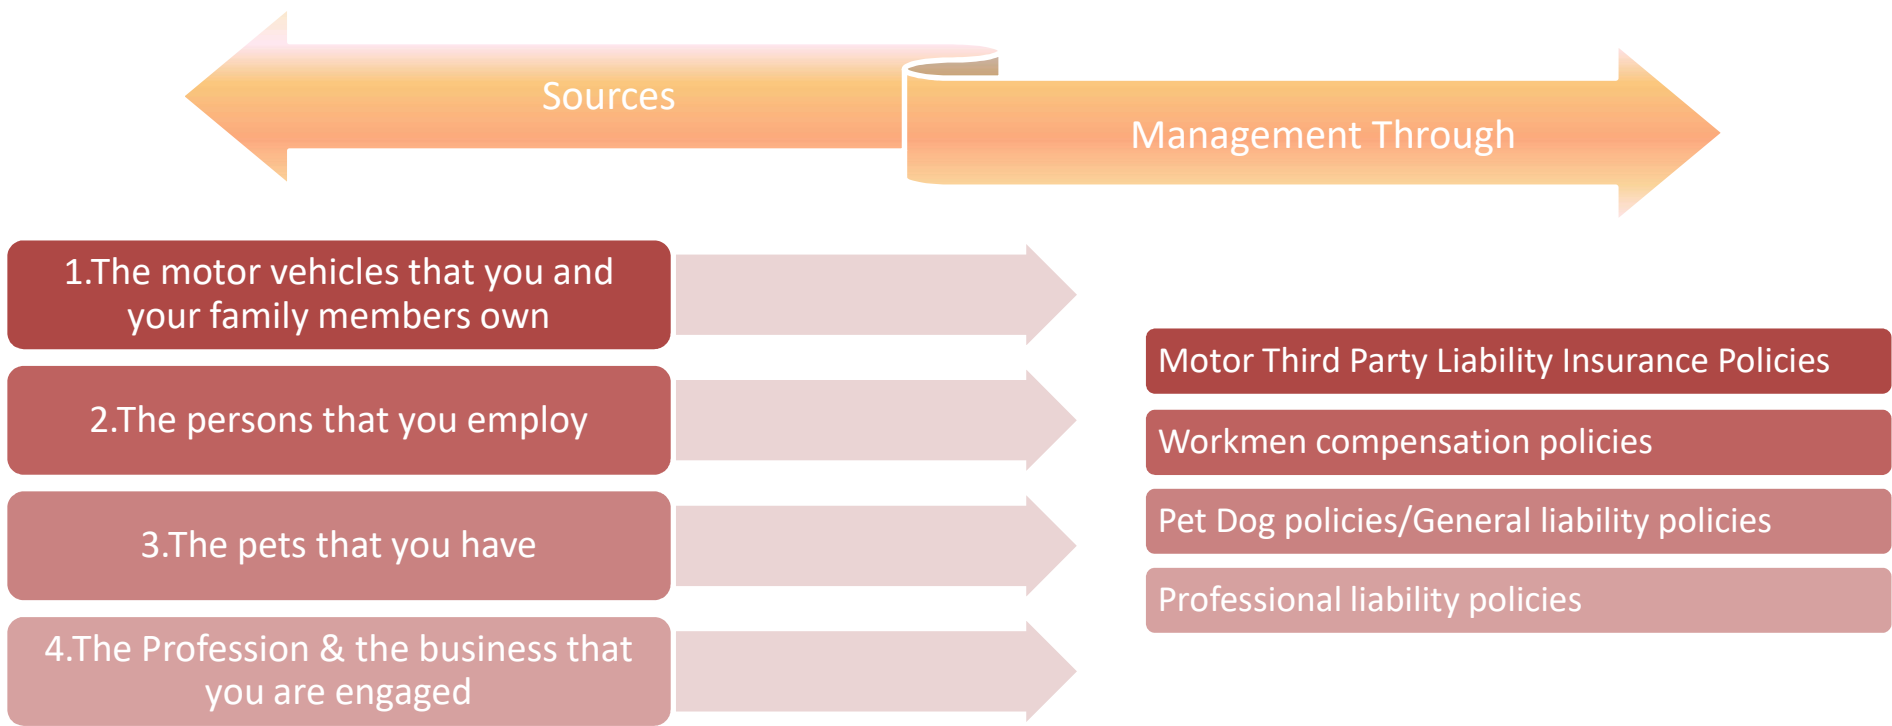 Sources
Management Through
1.The motor vehicles that you and
your family members own
2.The persons that you employ
3.The pets that you have
4.The Profession & the business that
you are engaged
Motor Third Party Liability Insurance Policies
Workmen compensation policies
Pet Dog policies/General liability policies
Professional liability policies